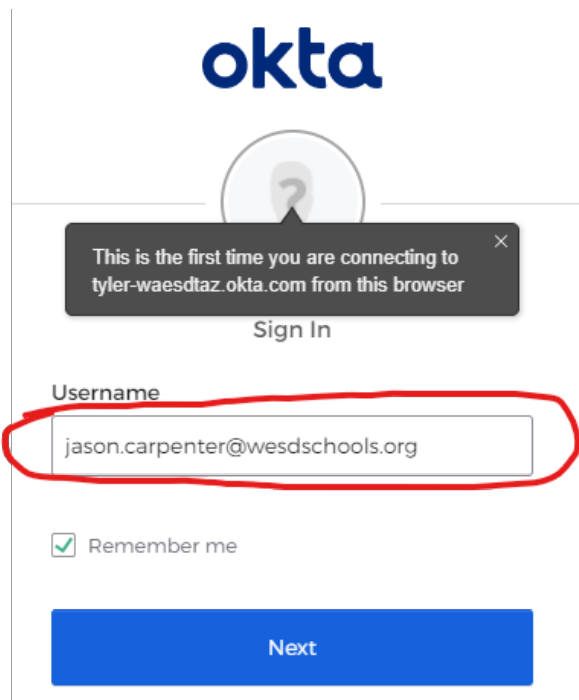 okta
?
This is the first time you are connecting to
tyler-waesdtaz.okta.com from this browser
Sign In
Username
jason.carpenter@wesdschools.org
Remember me
Next